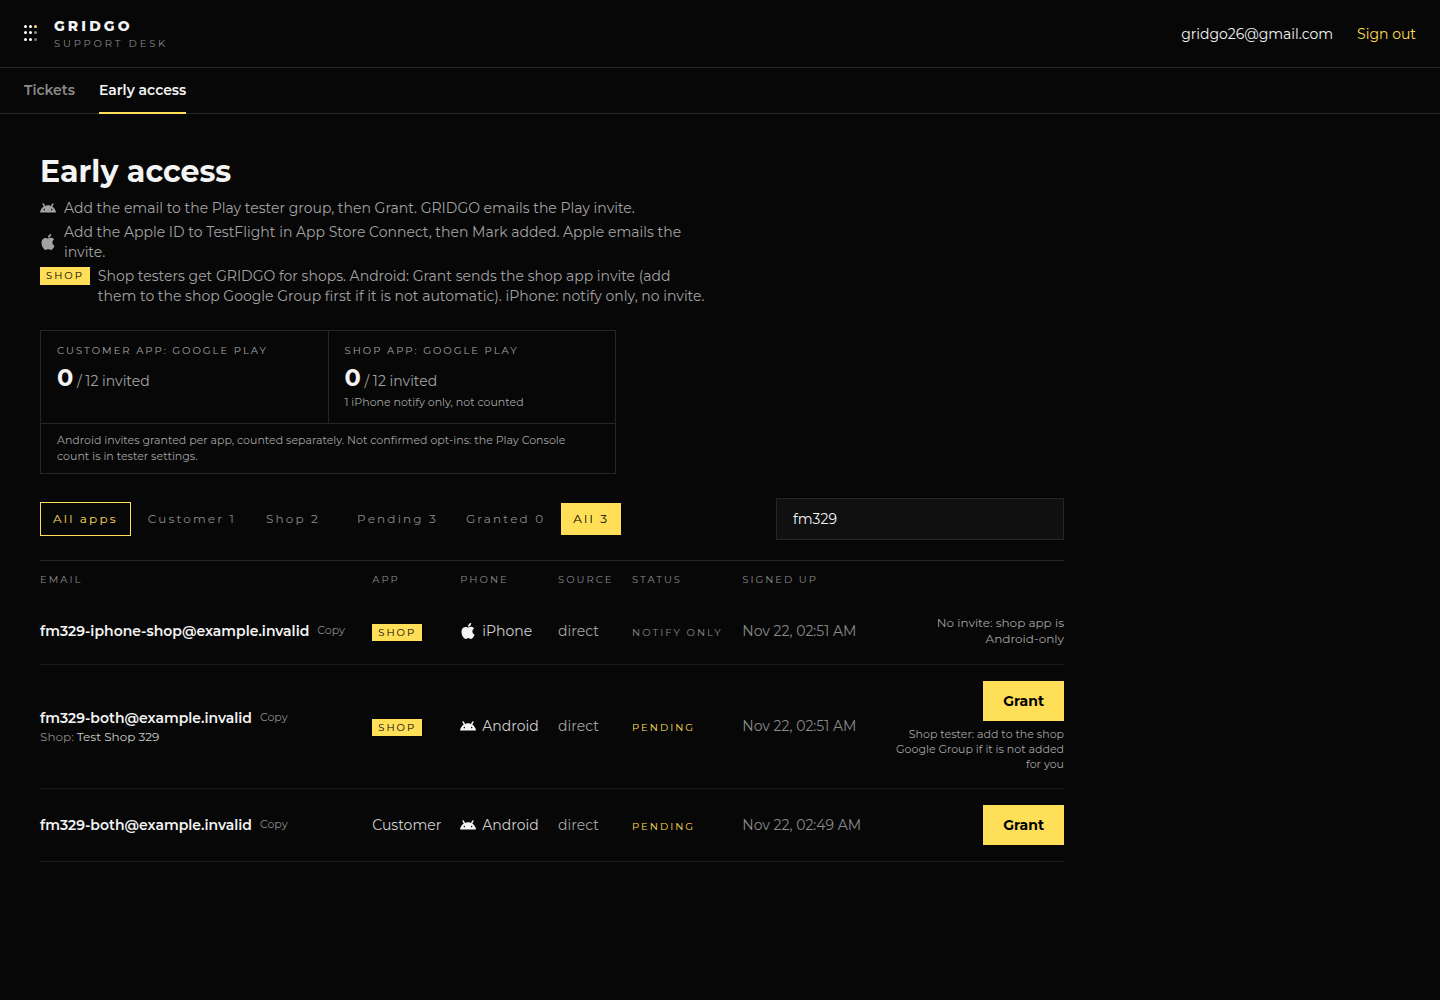 GRIDGO
SUPPORT DESK
gridgo26@gmail.com Sign out
Tickets Early access
Early access
Add the email to the Play tester group, then Grant. GRIDGO emails the Play invite.
Add the Apple ID to TestFlight in App Store Connect, then Mark added. Apple emails the
invite.
SHOP Shop testers get GRIDGO for shops. Android: Grant sends the shop app invite (add
them to the shop Google Group first if it is not automatic). iPhone: notify only, no invite.
CUSTOMER APP: GOOGLE PLAY
0 / 12 invited
SHOP APP: GOOGLE PLAY
0 / 12 invited
1 iPhone notify only, not counted
Android invites granted per app, counted separately. Not confirmed opt-ins: the Play Console
count is in tester settings.
All apps Customer 1 Shop 2 Pending 3 Granted 0 All 3 fm329
EMAIL APP PHONE SOURCE STATUS SIGNED UP
fm329-iphone-shop@example.invalid Copy SHOP iPhone direct NOTIFY ONLY Nov 22, 02:51 AM
No invite: shop app is
Android-only
fm329-both@example.invalid Copy
Shop: Test Shop 329
SHOP Android direct PENDING Nov 22, 02:51 AM
Grant
Shop tester: add to the shop
Google Group if it is not added
for you
fm329-both@example.invalid Copy Customer Android direct PENDING Nov 22, 02:49 AM Grant